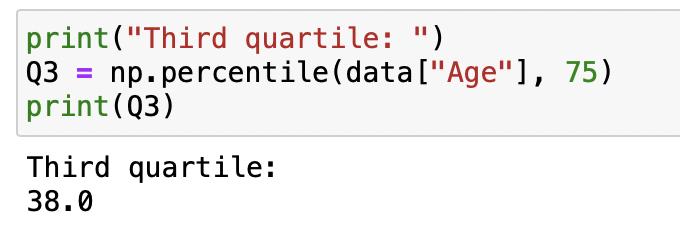 print("Third quartile: ")
Q3 = np.percentile(data["Age"], 75)
print(Q3)
Third quartile:
38.0